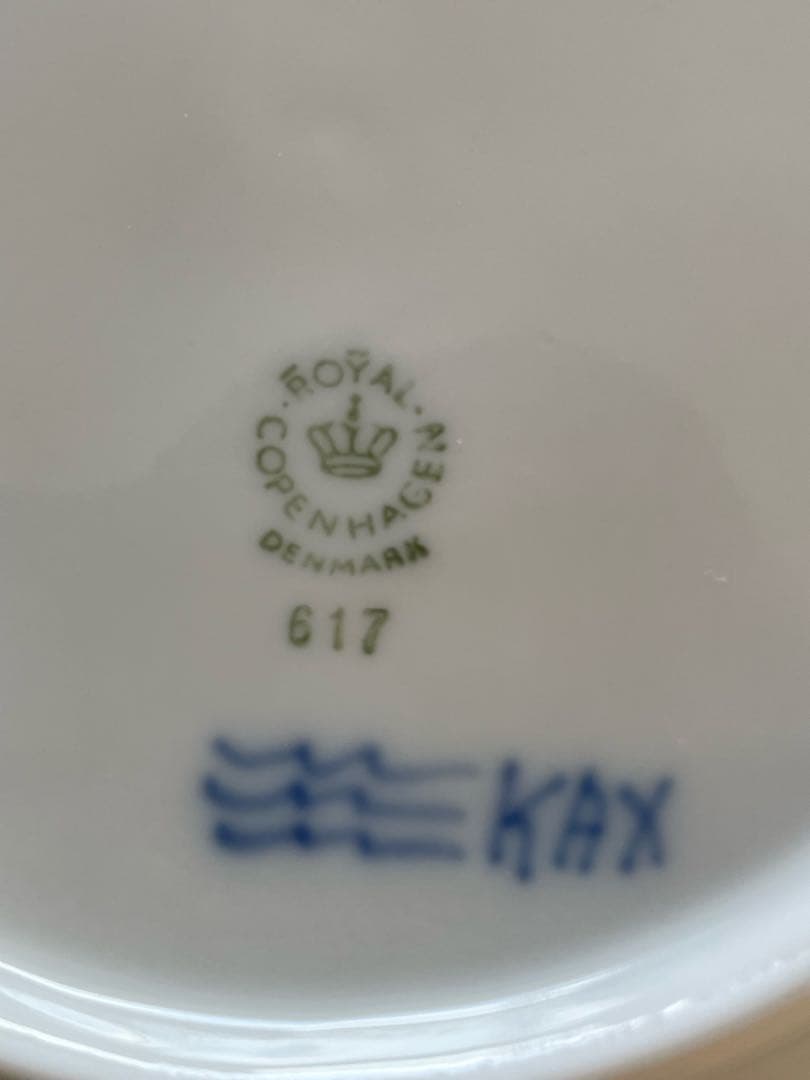 ROYAL
COPENHAGEN
DENMARK
617
KAX